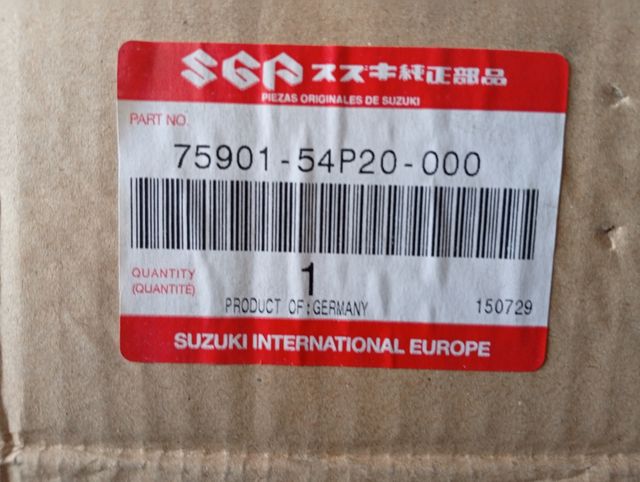 SGP スズキ純正部品
PIEZAS ORIGINALES DE SUZUKI
PART NO.
75901-54P20-000
QUANTITY
(QUANTITÉ)
1
PRODUCT OF:GERMANY
150729
SUZUKI INTERNATIONAL EUROPE